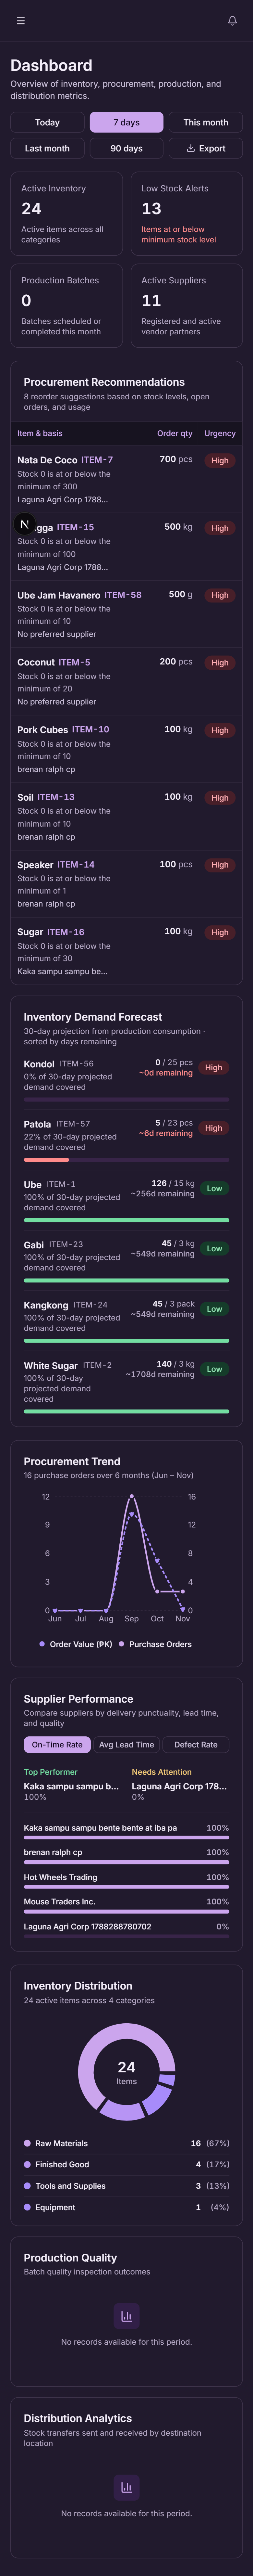 Dashboard
Overview of inventory, procurement, production, and
distribution metrics.
Today
7 days
This month
Last month
90 days
Export
Active Inventory
24
Active items across all
categories
Low Stock Alerts
13
Items at or below
minimum stock level
Production Batches
0
Batches scheduled or
completed this month
Active Suppliers
11
Registered and active
vendor partners
Procurement Recommendations
8 reorder suggestions based on stock levels, open
orders, and usage
Item & basis Order qty Urgency
Nata De Coco ITEM-7 700 pcs High
Stock 0 is at or below the
minimum of 300
Laguna Agri Corp 1788...
N
gga ITEM-15 500 kg High
Stock 0 is at or below the
minimum of 100
Laguna Agri Corp 1788...
Ube Jam Havanero ITEM-58 500 g High
Stock 0 is at or below the
minimum of 10
No preferred supplier
Coconut ITEM-5 200 pcs High
Stock 0 is at or below the
minimum of 20
No preferred supplier
Pork Cubes ITEM-10 100 kg High
Stock 0 is at or below the
minimum of 10
brenan ralph cp
Soil ITEM-13 100 kg High
Stock 0 is at or below the
minimum of 10
brenan ralph cp
Speaker ITEM-14 100 pcs High
Stock 0 is at or below the
minimum of 1
brenan ralph cp
Sugar ITEM-16 100 kg High
Stock 0 is at or below the
minimum of 30
Kaka sampu sampu be...
Inventory Demand Forecast
30-day projection from production consumption ·
sorted by days remaining
Kondol ITEM-56 0 / 25 pcs High
0% of 30-day projected ~0d remaining
demand covered
Patola ITEM-57 5 / 23 pcs High
22% of 30-day projected ~6d remaining
demand covered
Ube ITEM-1 126 / 15 kg Low
100% of 30-day projected ~256d remaining
demand covered
Gabi ITEM-23 45 / 3 kg Low
100% of 30-day projected ~549d remaining
demand covered
Kangkong ITEM-24 45 / 3 pack Low
100% of 30-day projected ~549d remaining
demand covered
White Sugar ITEM-2 140 / 3 kg Low
100% of 30-day ~1708d remaining
projected demand
covered
Procurement Trend
16 purchase orders over 6 months (Jun – Nov)
12 16
9 12
6 8
3 4
0 0
Jun Jul Aug Sep Oct Nov
Order Value (₱K) Purchase Orders
Supplier Performance
Compare suppliers by delivery punctuality, lead time,
and quality
On-Time Rate
Avg Lead Time
Defect Rate
Top Performer
Kaka sampu sampu b...
100%
Needs Attention
Laguna Agri Corp 178...
0%
Kaka sampu sampu bente bente at iba pa 100%
brenan ralph cp 100%
Hot Wheels Trading 100%
Mouse Traders Inc. 100%
Laguna Agri Corp 1788288780702 0%
Inventory Distribution
24 active items across 4 categories
24
Items
Raw Materials 16 (67%)
Finished Good 4 (17%)
Tools and Supplies 3 (13%)
Equipment 1 (4%)
Production Quality
Batch quality inspection outcomes
No records available for this period.
Distribution Analytics
Stock transfers sent and received by destination
location
No records available for this period.